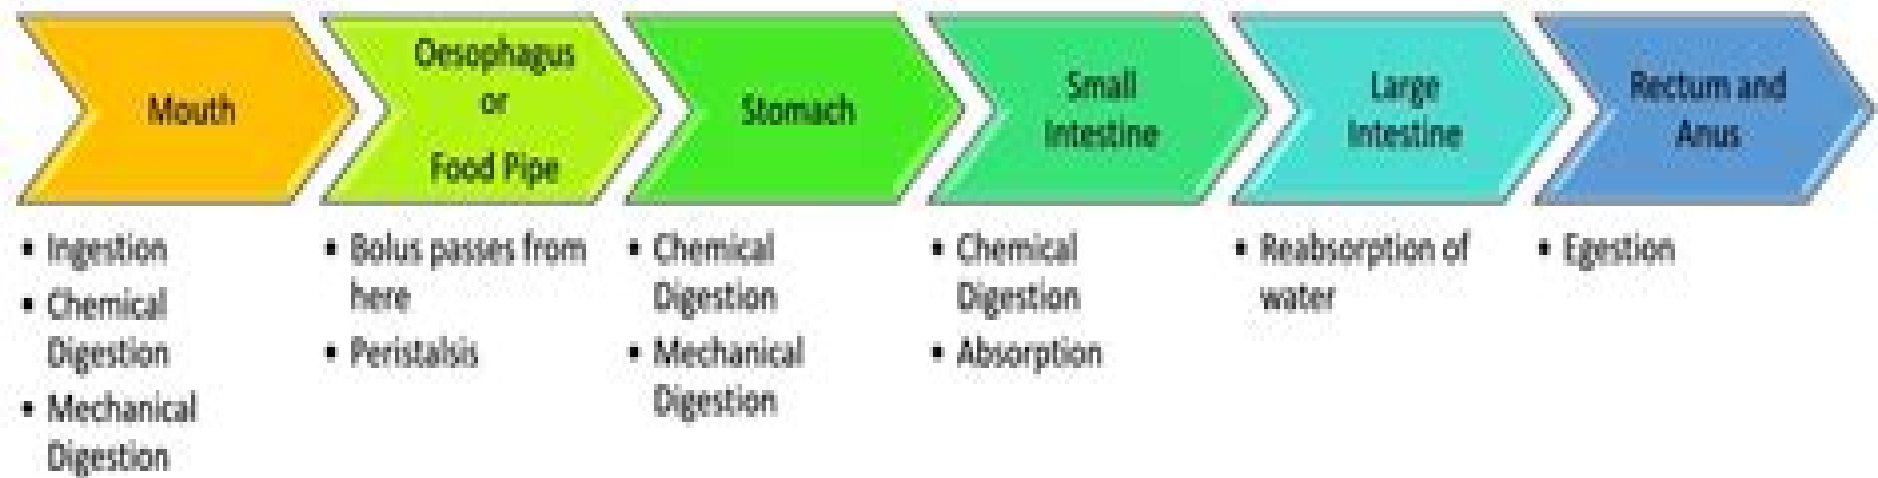 Mouth
Oesophagus
or
Food Pipe
Stomach
Small
Intestine
Large
Intestine
Rectum and
Anus
• Ingestion
• Chemical
Digestion
• Mechanical
Digestion
• Bolus passes from
here
• Peristalsis
• Chemical
Digestion
• Mechanical
Digestion
• Chemical
Digestion
• Absorption
• Reabsorption of
water
• Egestion